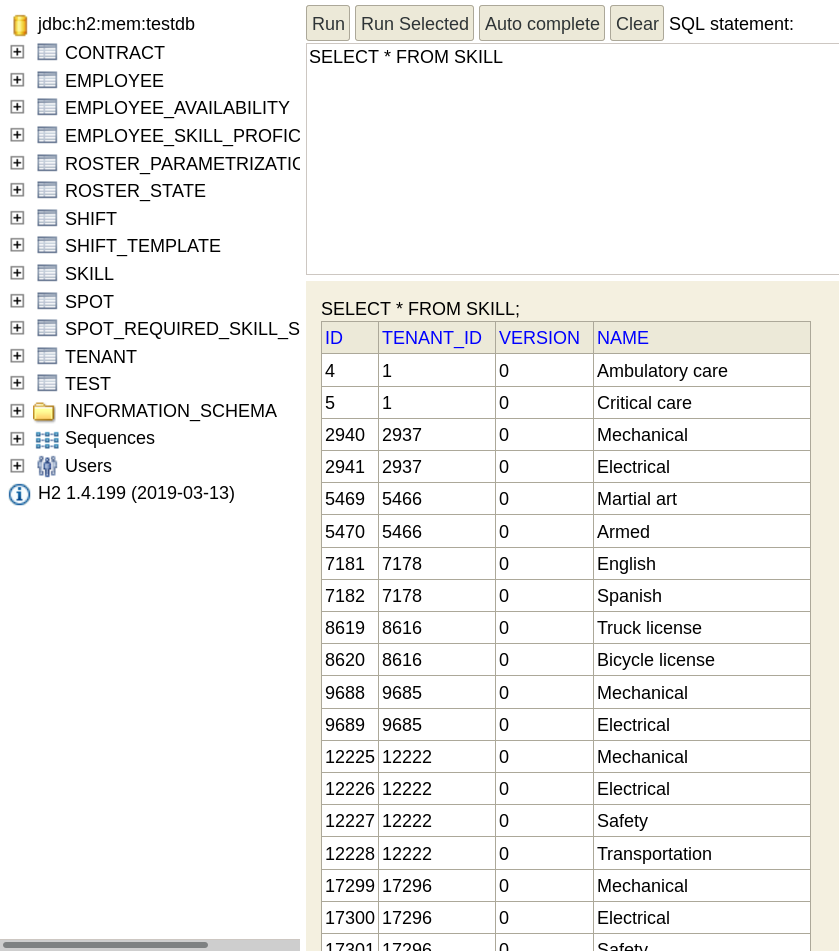 jdbc:h2:mem:testdb
CONTRACT
EMPLOYEE
EMPLOYEE_AVAILABILITY
EMPLOYEE_SKILL_PROFIC
ROSTER_PARAMETRIZATIO
ROSTER_STATE
SHIFT
SHIFT_TEMPLATE
SKILL
SPOT
SPOT_REQUIRED_SKILL_S
TENANT
TEST
INFORMATION_SCHEMA
Sequences
Users
H2 1.4.199 (2019-03-13)
Run Run Selected Auto complete Clear SQL statement:
SELECT * FROM SKILL
SELECT * FROM SKILL;
ID TENANT_ID VERSION NAME
4 1 0 Ambulatory care
5 1 0 Critical care
2940 2937 0 Mechanical
2941 2937 0 Electrical
5469 5466 0 Martial art
5470 5466 0 Armed
7181 7178 0 English
7182 7178 0 Spanish
8619 8616 0 Truck license
8620 8616 0 Bicycle license
9688 9685 0 Mechanical
9689 9685 0 Electrical
12225 12222 0 Mechanical
12226 12222 0 Electrical
12227 12222 0 Safety
12228 12222 0 Transportation
17299 17296 0 Mechanical
17300 17296 0 Electrical
17301 17296 0 Safety